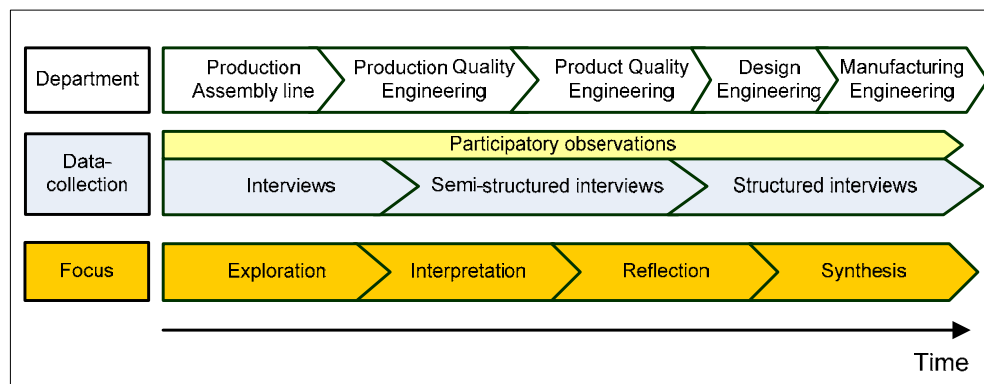 Department
Production
Assembly line
Production Quality
Engineering
Product Quality
Engineering
Design
Engineering
Manufacturing
Engineering
Data-
collection
Participatory observations
Interviews
Semi-structured interviews
Structured interviews
Focus
Exploration
Interpretation
Reflection
Synthesis
Time